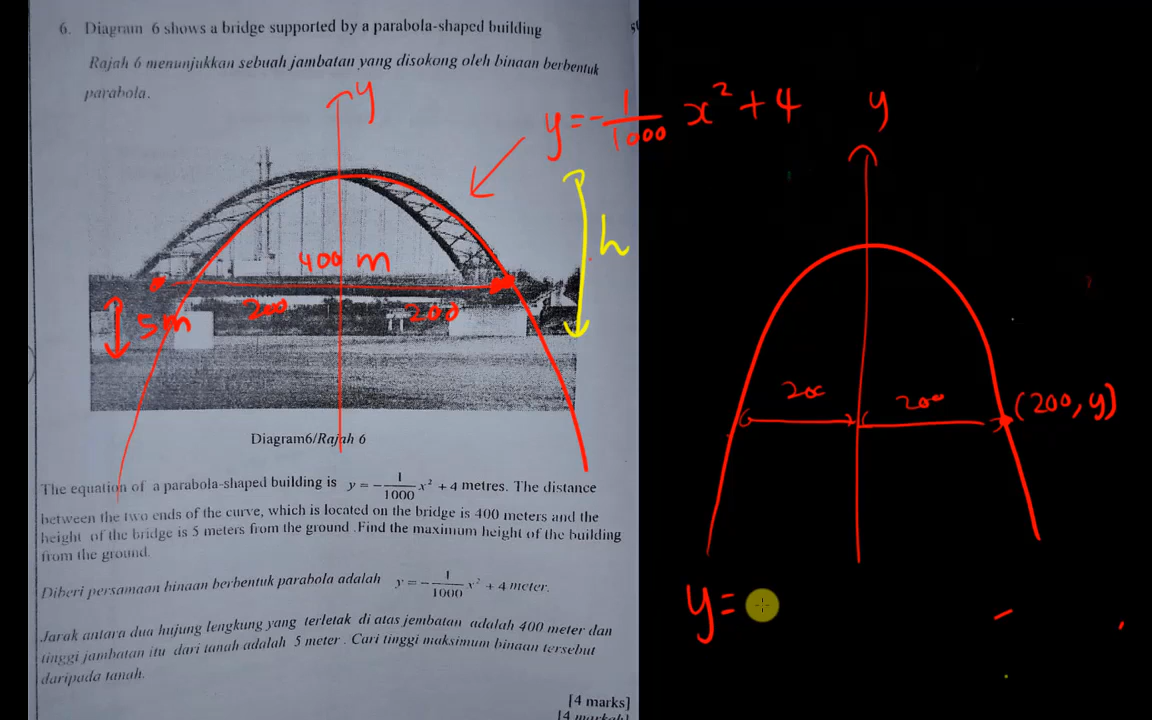 6. Diagram 6 shows a bridge supported by a parabola-shaped building
Rajah 6 menunjukkan sebuah jambatan yang disokong oleh binaan berbentuk
parabola.
y
y = -1/1000 x² + 4
h
400 m
200
200
5m
Diagram6/Rajah 6
The equation of a parabola-shaped building is y = -1/1000 x² + 4 metres. The distance
between the two ends of the curve, which is located on the bridge is 400 meters and the
height of the bridge is 5 meters from the ground .Find the maximum height of the building
from the ground.
Diberi persamaan binaan berbentuk parabola adalah y = -1/1000 x² + 4 meter.
Jarak antara dua hujung lengkung yang terletak di atas jembatan adalah 400 meter dan
tinggi jambatan itu dari tanah adalah 5 meter . Cari tinggi maksimum binaan tersebut
daripada tanah.
[4 marks]
[4 markah]
y
200
200
(200, y)
y =